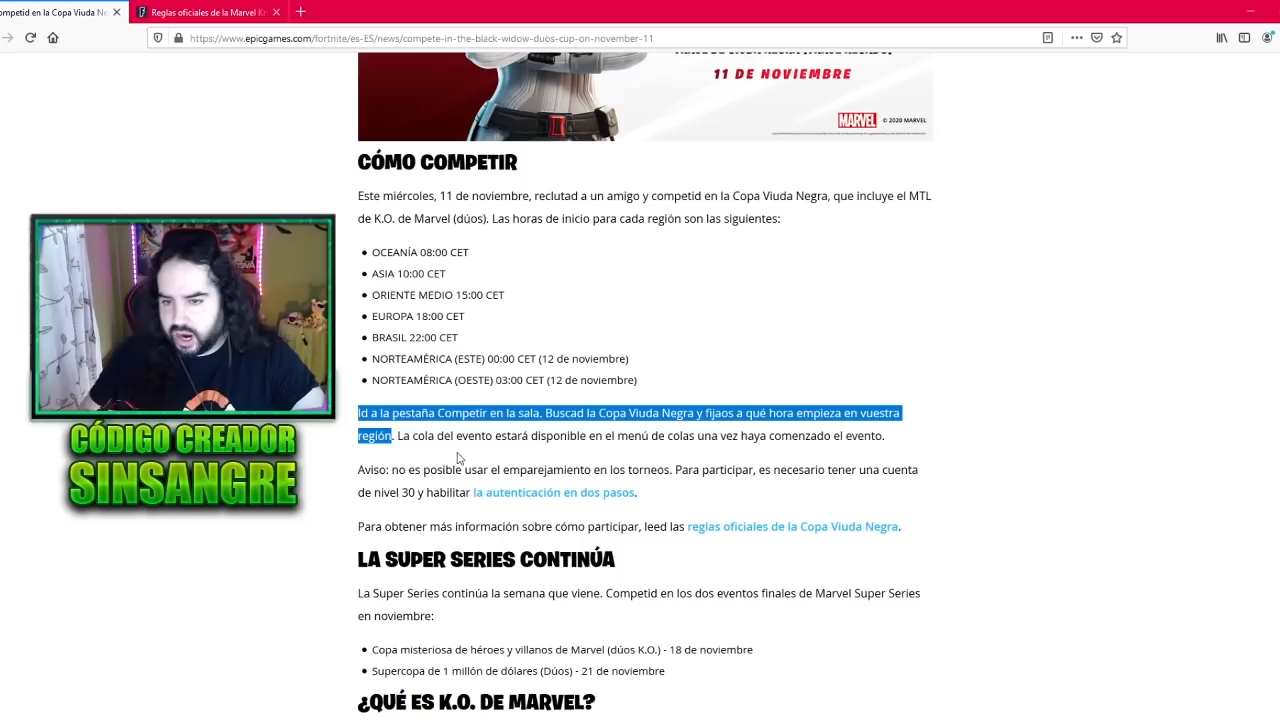 ompetid en la Copa Viuda Ne
Reglas oficiales de la Marvel Kn
https://www.epicgames.com/fortnite/es-ES/news/compete-in-the-black-widow-duos-cup-on-november-11
11 DE NOVIEMBRE
MARVEL © 2020 MARVEL
CÓMO COMPETIR
Este miércoles, 11 de noviembre, reclutad a un amigo y competid en la Copa Viuda Negra, que incluye el MTL
de K.O. de Marvel (dúos). Las horas de inicio para cada región son las siguientes:
● OCEANÍA 08:00 CET
● ASIA 10:00 CET
● ORIENTE MEDIO 15:00 CET
● EUROPA 18:00 CET
● BRASIL 22:00 CET
● NORTEAMÉRICA (ESTE) 00:00 CET (12 de noviembre)
● NORTEAMÉRICA (OESTE) 03:00 CET (12 de noviembre)
Id a la pestaña Competir en la sala. Buscad la Copa Viuda Negra y fijaos a qué hora empieza en vuestra
región. La cola del evento estará disponible en el menú de colas una vez haya comenzado el evento.
Aviso: no es posible usar el emparejamiento en los torneos. Para participar, es necesario tener una cuenta
de nivel 30 y habilitar la autenticación en dos pasos.
Para obtener más información sobre cómo participar, leed las reglas oficiales de la Copa Viuda Negra.
LA SUPER SERIES CONTINÚA
La Super Series continúa la semana que viene. Competid en los dos eventos finales de Marvel Super Series
en noviembre:
● Copa misteriosa de héroes y villanos de Marvel (dúos K.O.) - 18 de noviembre
● Supercopa de 1 millón de dólares (Dúos) - 21 de noviembre
¿QUÉ ES K.O. DE MARVEL?
CÓDIGO CREADOR
SINSANGRE